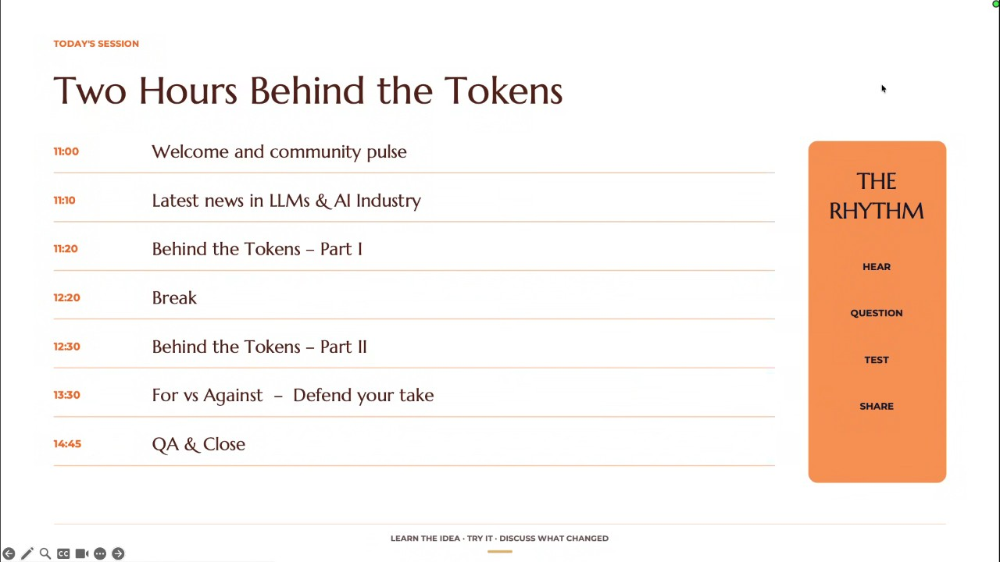 TODAY'S SESSION
Two Hours Behind the Tokens
11:00 Welcome and community pulse
11:10 Latest news in LLMs & AI Industry
11:20 Behind the Tokens – Part I
12:20 Break
12:30 Behind the Tokens – Part II
13:30 For vs Against – Defend your take
14:45 QA & Close
THE
RHYTHM
HEAR
QUESTION
TEST
SHARE
LEARN THE IDEA · TRY IT · DISCUSS WHAT CHANGED
CC